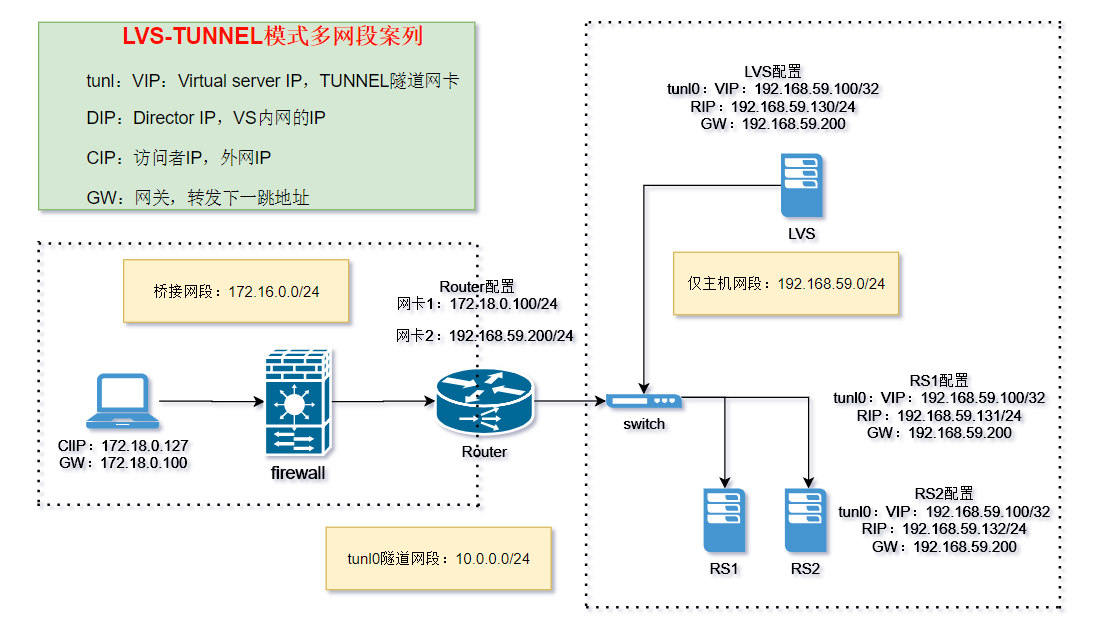 LVS-TUNNEL模式多网段案列
tunl：VIP：Virtual server IP，TUNNEL隧道网卡
DIP：Director IP，VS内网的IP
CIP：访问者IP，外网IP
GW：网关，转发下一跳地址
LVS配置
tunl0：VIP：192.168.59.100/32
RIP：192.168.59.130/24
GW：192.168.59.200
LVS
桥接网段：172.16.0.0/24
Router配置
网卡1：172.18.0.100/24
网卡2：192.168.59.200/24
仅主机网段：192.168.59.0/24
CIIP：172.18.0.127
GW：172.18.0.100
firewall
Router
switch
RS1配置
tunl0：VIP：192.168.59.100/32
RIP：192.168.59.131/24
GW：192.168.59.200
RS2配置
tunl0：VIP：192.168.59.100/32
RIP：192.168.59.132/24
GW：192.168.59.200
RS1
RS2
tunl0隧道网段：10.0.0.0/24